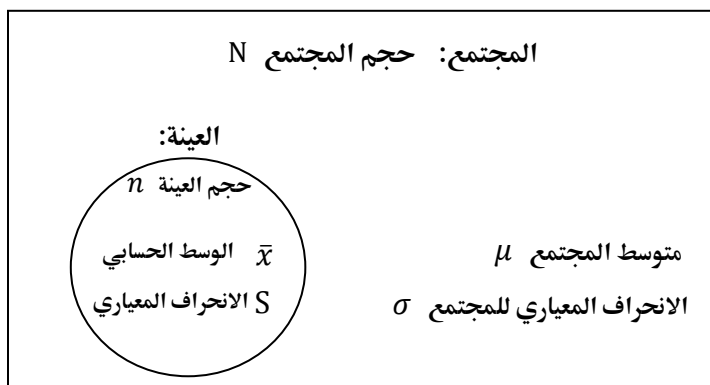 المجتمع: حجم المجتمع N
العينة:
حجم العينة n
متوسط المجتمع μ
الوسط الحسابي x̄
الانحراف المعياري للمجتمع σ
الانحراف المعياري S